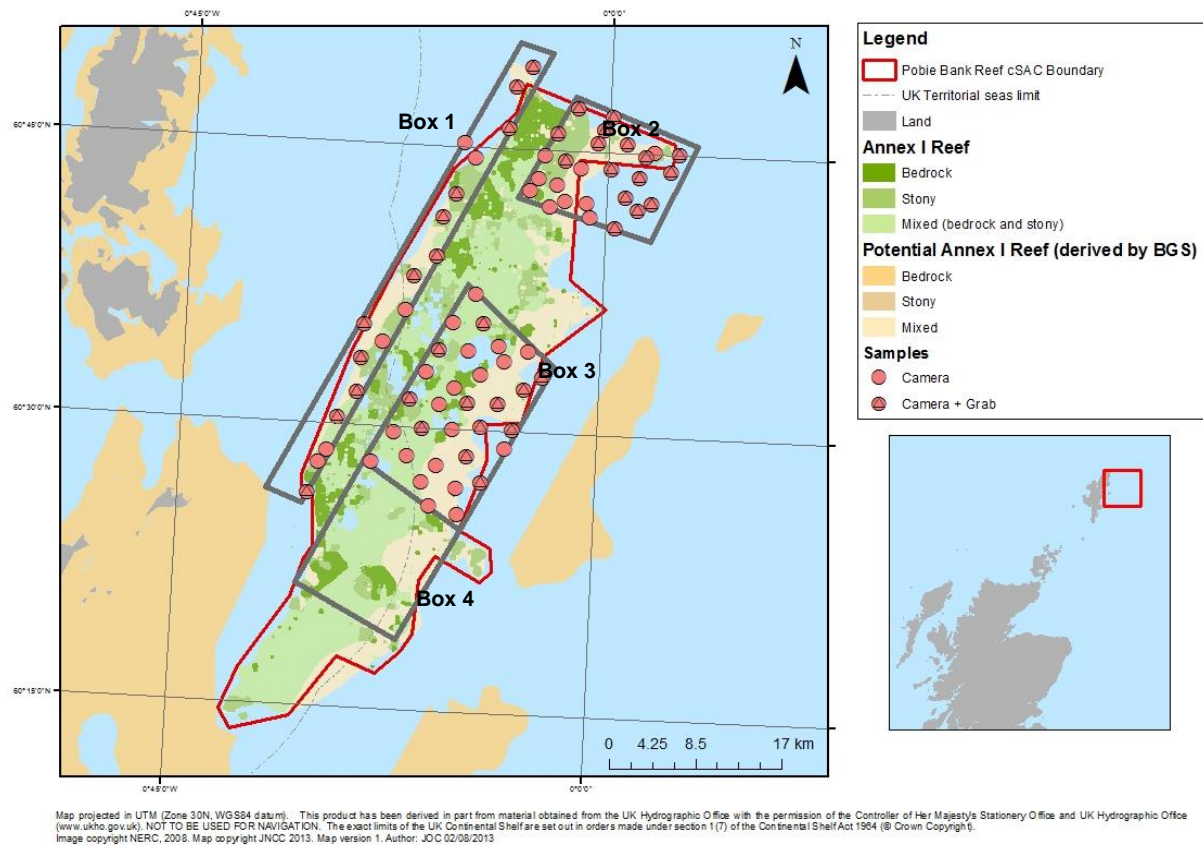 0°45'0"W
0°0'0"
N
60°45'0"N
Box 1
Box 2
Box 3
60°30'0"N
Box 4
60°15'0"N
0 4.25 8.5 17 km
0°45'0"W
0°0'0"
Legend
Pobie Bank Reef cSAC Boundary
UK Territorial seas limit
Land
Annex I Reef
Bedrock
Stony
Mixed (bedrock and stony)
Potential Annex I Reef (derived by BGS)
Bedrock
Stony
Mixed
Samples
Camera
Camera + Grab
Map projected in UTM (Zone 30N, WGS84 datum). This product has been derived in part from material obtained from the UK Hydrographic Office with the permission of the Controller of Her Majesty's Stationery Office and UK Hydrographic Office
(www.ukho.gov.uk). NOT TO BE USED FOR NAVIGATION. The exact limits of the UK Continental Shelf are set out in orders made under section 1(7) of the Continental Shelf Act 1964 (© Crown Copyright).
Image copyright NERC, 2008. Map copyright JNCC 2013. Map version 1. Author: JOC 02/08/2013